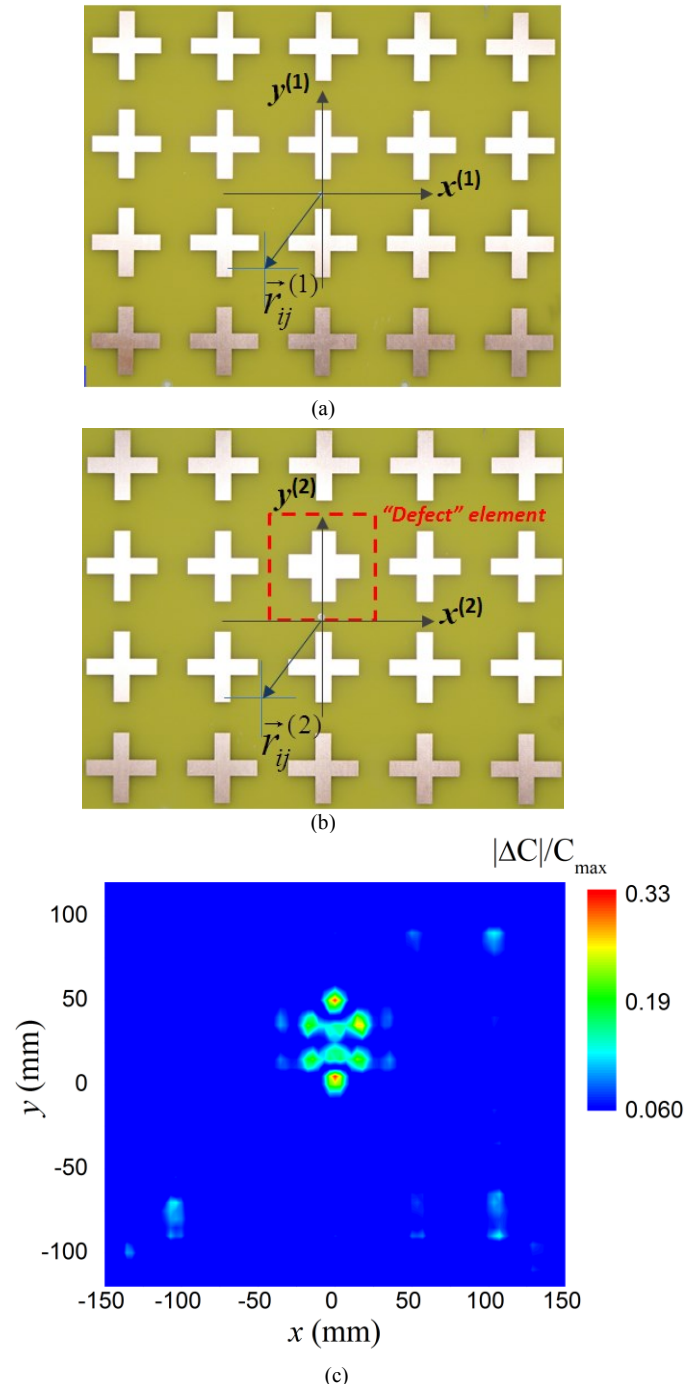 y(1)
x(1)
r⃗ij(1)
(a)
y(2)
"Defect" element
x(2)
r⃗ij(2)
(b)
|ΔC|/Cmax
100
50
0
-50
-100
y (mm)
-150 -100 -50 0 50 100 150
x (mm)
0.33
0.19
0.060
(c)